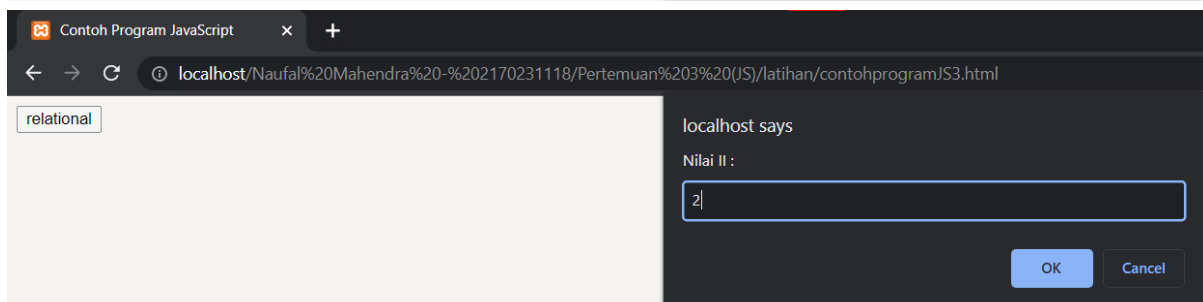 Contoh Program JavaScript
localhost/Naufal%20Mahendra%20-%202170231118/Pertemuan%203%20(JS)/latihan/contohprogramJS3.html
relational
localhost says
Nilai II :
2
OK
Cancel